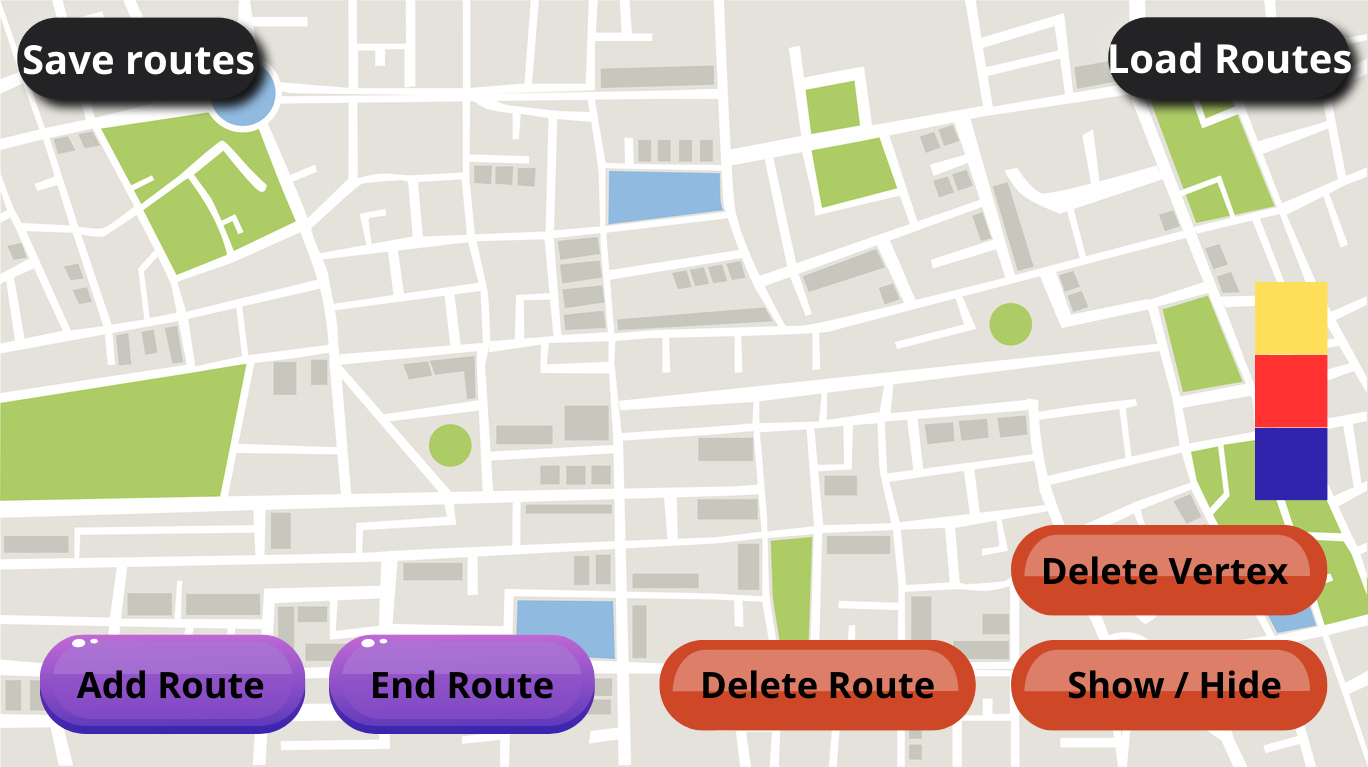 Save routes
Load Routes
Delete Vertex
Add Route
End Route
Delete Route
Show / Hide